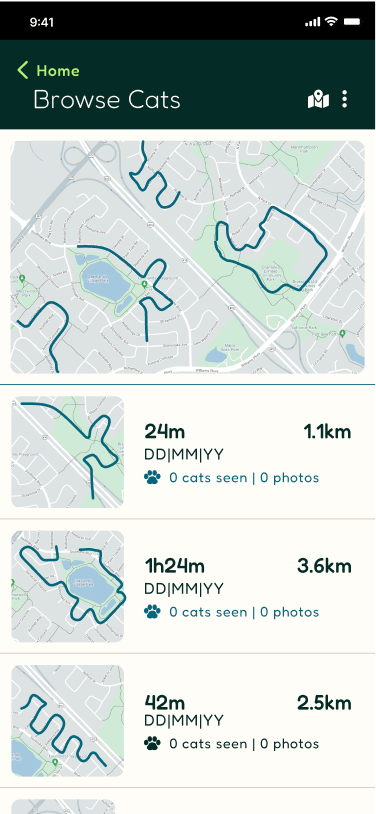 9:41
Home
Browse Cats
24m 1.1km
DD|MM|YY
0 cats seen | 0 photos
1h24m 3.6km
DD|MM|YY
0 cats seen | 0 photos
42m 2.5km
DD|MM|YY
0 cats seen | 0 photos